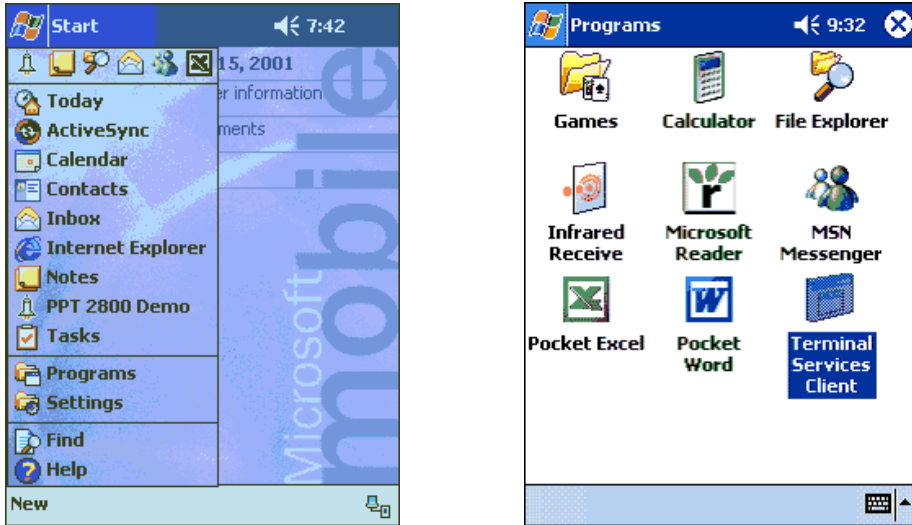 Start 7:42
15, 2001
Today
er information
ActiveSync
ments
Calendar
Contacts
Inbox
Internet Explorer
Notes
PPT 2800 Demo
Tasks
Programs
Settings
Find
Help
New
Microsoft
mobile
Programs 9:32
Games Calculator File Explorer
Infrared Receive
Microsoft Reader
MSN Messenger
Pocket Excel
Pocket Word
Terminal Services Client